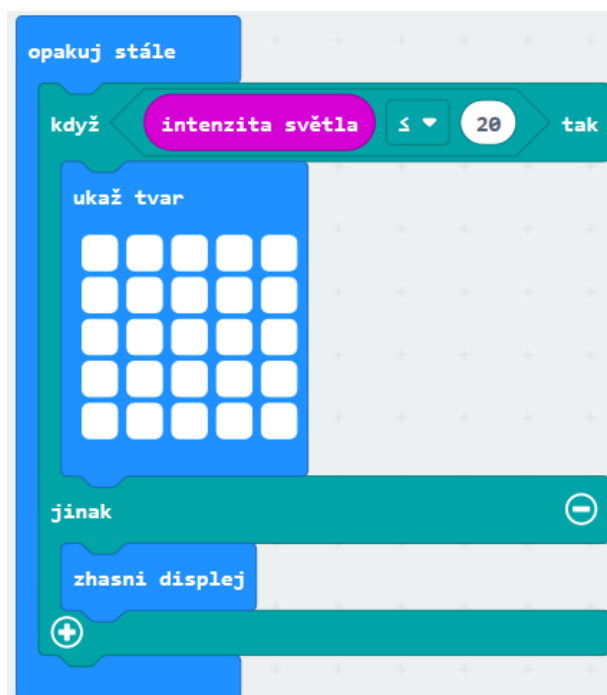 opakuj stále
když intenzita světla ≤ 20 tak
ukaž tvar
jinak
zhasni displej